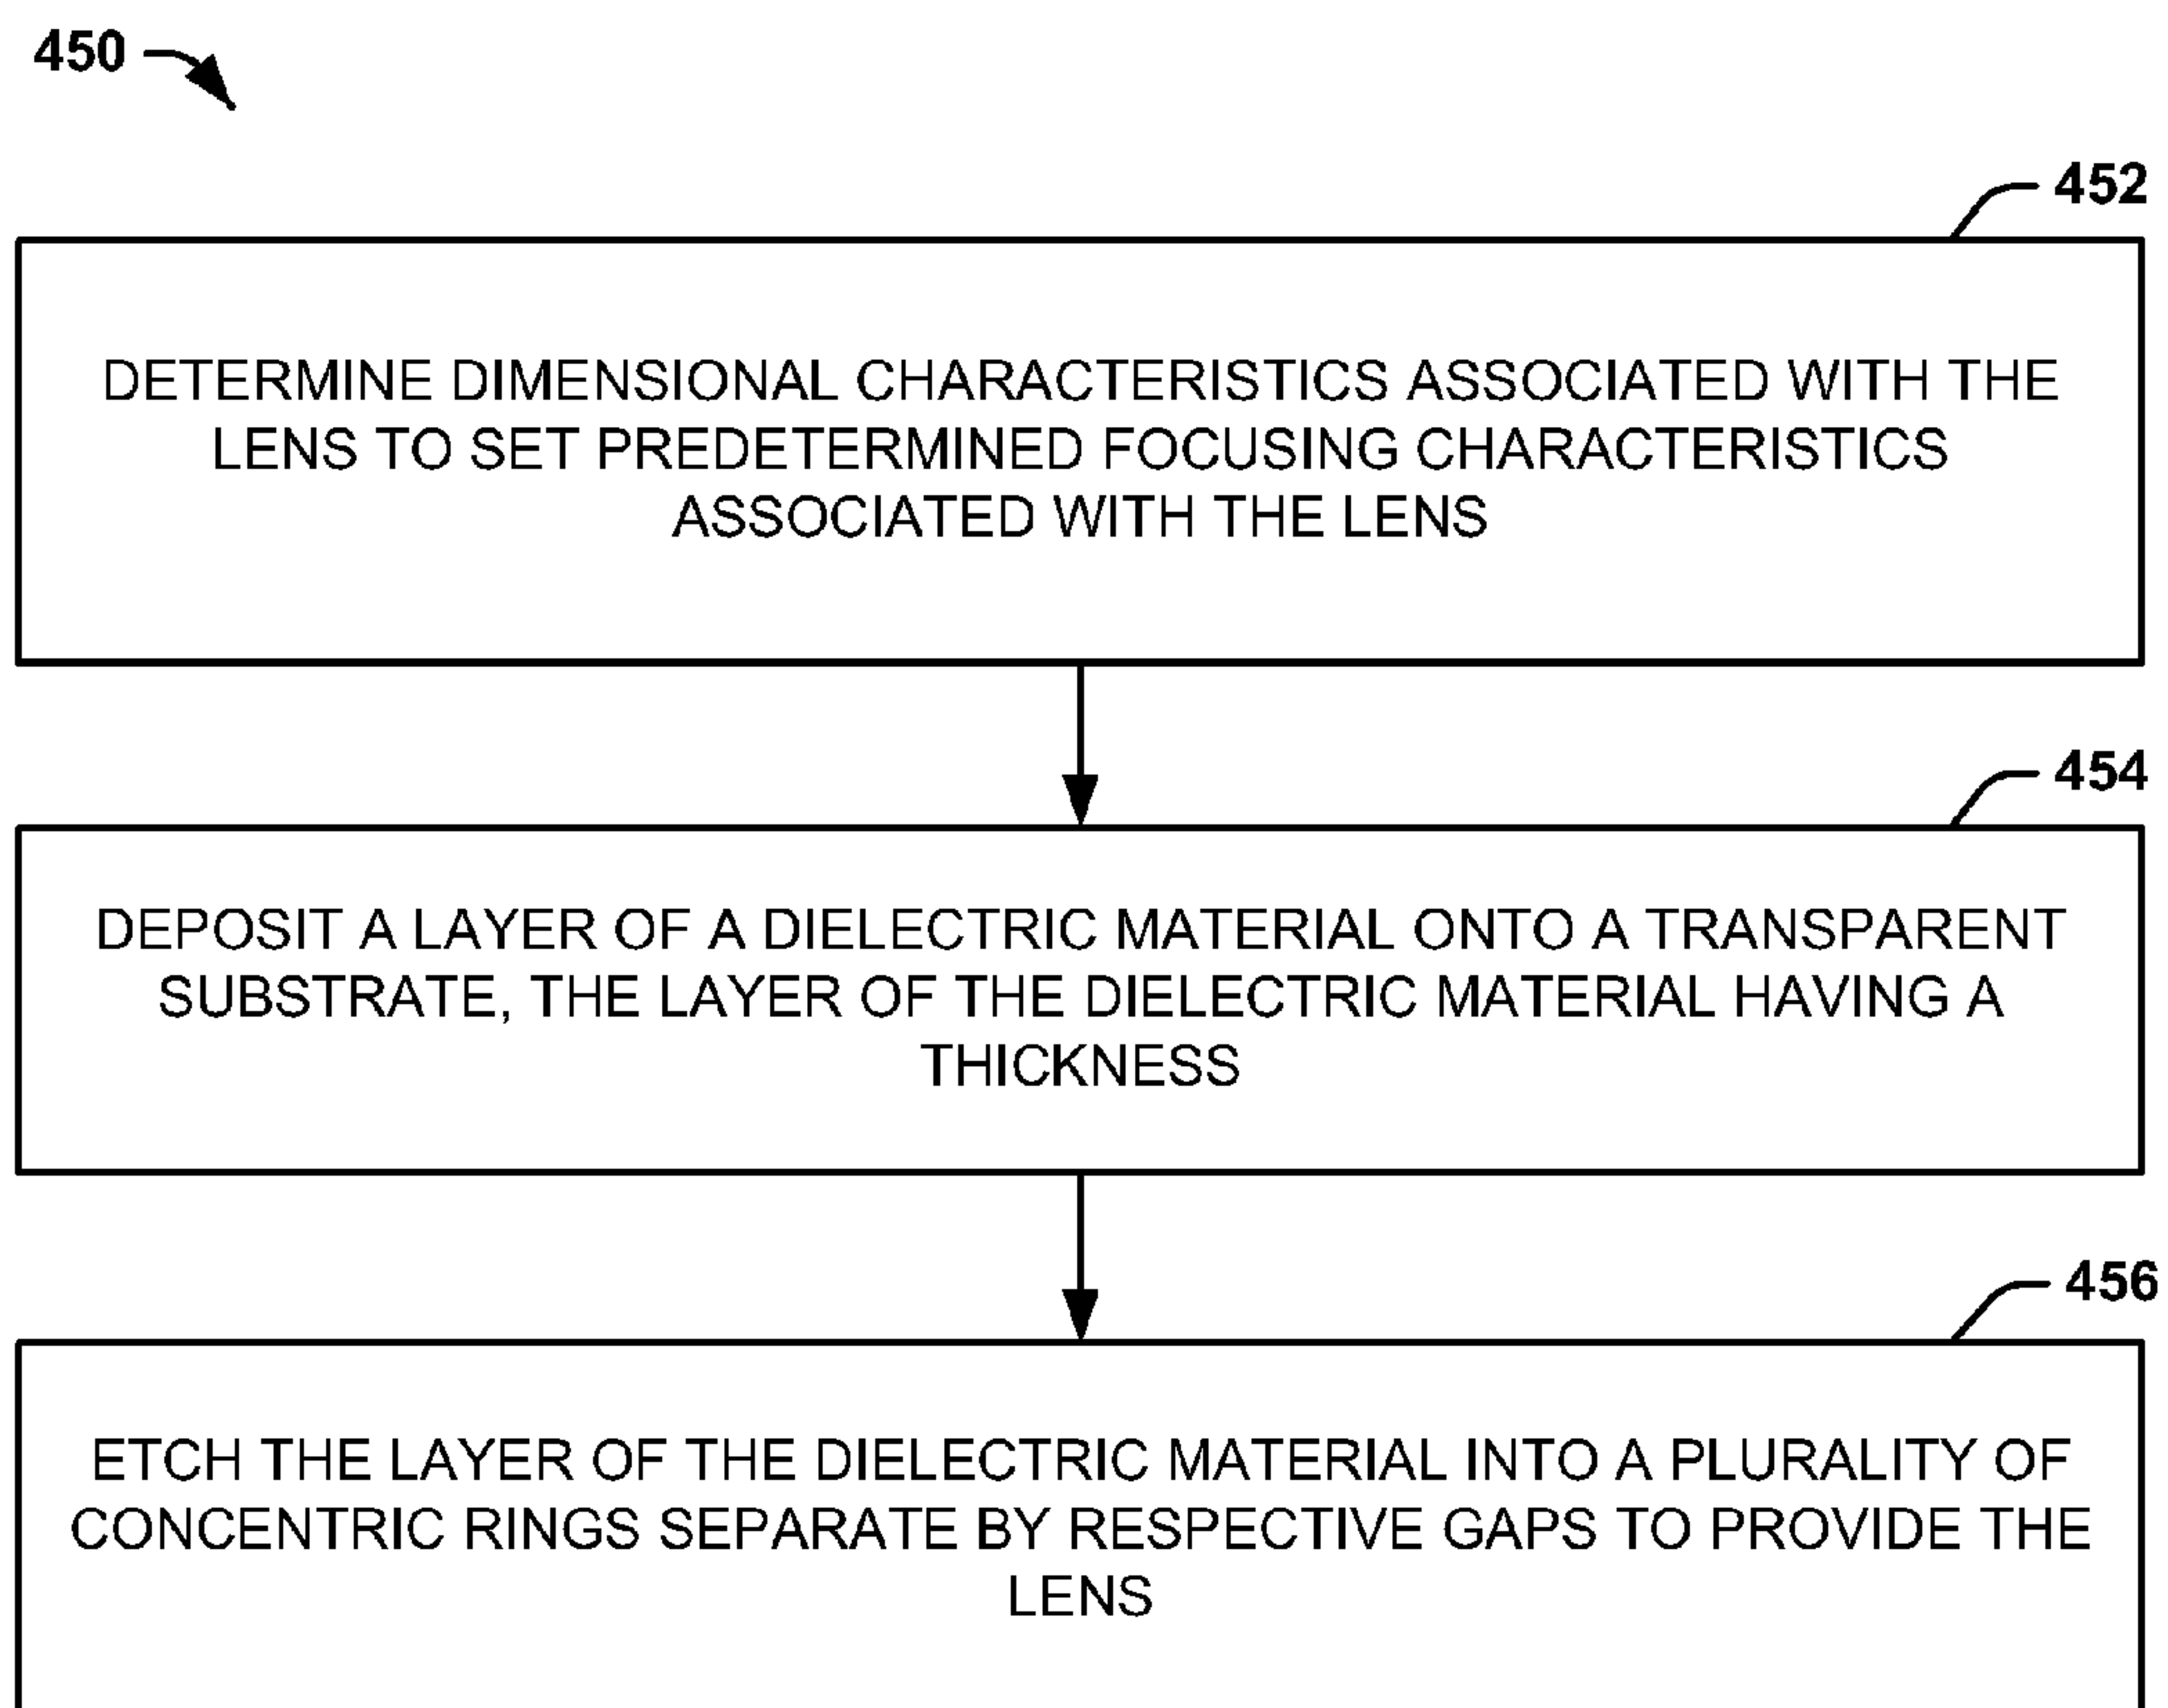 450
452
DETERMINE DIMENSIONAL CHARACTERISTICS ASSOCIATED WITH THE
LENS TO SET PREDETERMINED FOCUSING CHARACTERISTICS
ASSOCIATED WITH THE LENS
454
DEPOSIT A LAYER OF A DIELECTRIC MATERIAL ONTO A TRANSPARENT
SUBSTRATE, THE LAYER OF THE DIELECTRIC MATERIAL HAVING A
THICKNESS
456
ETCH THE LAYER OF THE DIELECTRIC MATERIAL INTO A PLURALITY OF
CONCENTRIC RINGS SEPARATE BY RESPECTIVE GAPS TO PROVIDE THE
LENS